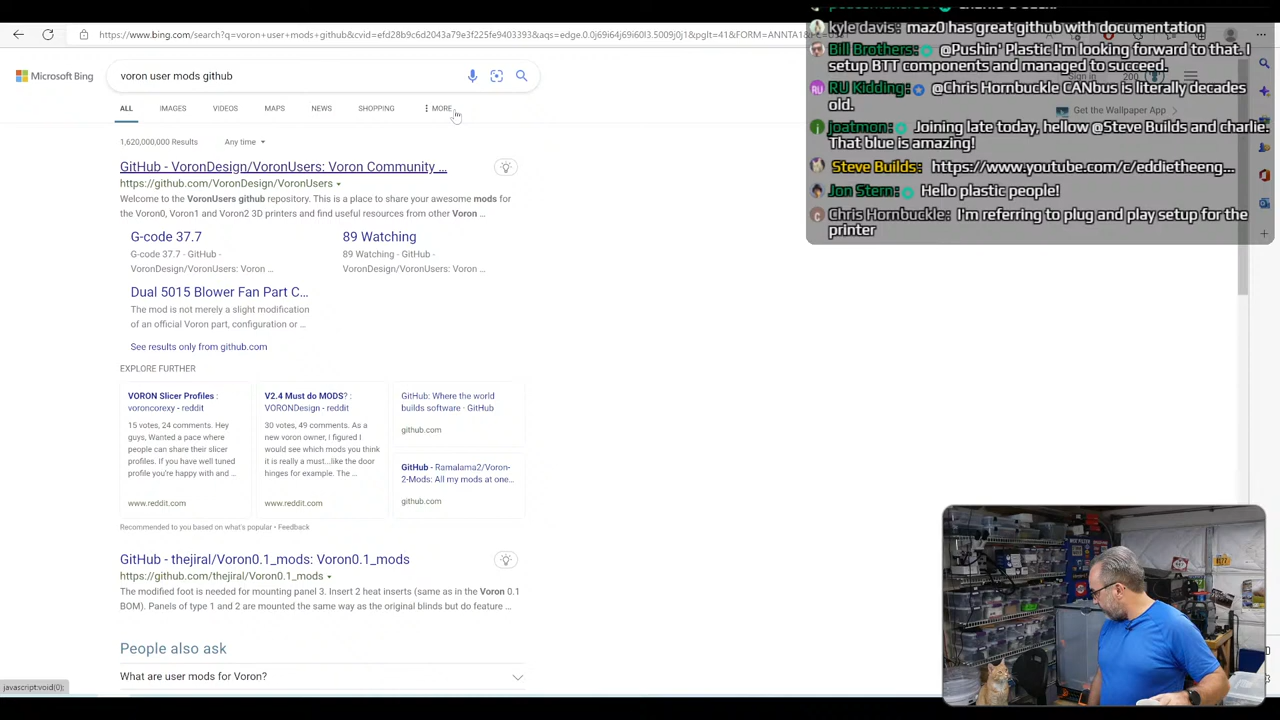 https://www.bing.com/search?q=voron+user+mods+github&cvid=efd28b9c6d2043a79e3f225fe9403393&aqs=edge.0.0j69i64j69i60l3.5009j0j1&pglt=41&FORM=ANNTA1&PC=
Microsoft Bing
voron user mods github
ALL
IMAGES
VIDEOS
MAPS
NEWS
SHOPPING
MORE
1,620,000,000 Results
Any time
GitHub - VoronDesign/VoronUsers: Voron Community ...
https://github.com/VoronDesign/VoronUsers
Welcome to the VoronUsers github repository. This is a place to share your awesome mods for
the Voron0, Voron1 and Voron2 3D printers and find useful resources from other Voron ...
G-code 37.7
G-code 37.7 - GitHub -
VoronDesign/VoronUsers: Voron ...
89 Watching
89 Watching - GitHub -
VoronDesign/VoronUsers: Voron ...
Dual 5015 Blower Fan Part C...
The mod is not merely a slight modification
of an official Voron part, configuration or ...
See results only from github.com
EXPLORE FURTHER
VORON Slicer Profiles :
voroncorexy - reddit
15 votes, 24 comments. Hey
guys, Wanted a pace where
people can share their slicer
profiles. If you have well tuned
profile you're happy with and ...
www.reddit.com
V2.4 Must do MODS? :
VORONDesign - reddit
30 votes, 49 comments. As a
new voron owner, I figured I
would see which mods you think
it is really a must...like the door
hinges for example. The ...
www.reddit.com
GitHub: Where the world
builds software · GitHub
github.com
GitHub - Ramalama2/Voron-
2-Mods: All my mods at one...
github.com
Recommended to you based on what's popular • Feedback
GitHub - thejiral/Voron0.1_mods: Voron0.1_mods
https://github.com/thejiral/Voron0.1_mods
The modified foot is needed for mounting panel 3. Insert 2 heat inserts (same as in the Voron 0.1
BOM). Panels of type 1 and 2 are mounted the same way as the original blinds but do feature ...
People also ask
What are user mods for Voron?
javascript:void(0);
kyle davis: maz0 has great github with documentation
Bill Brothers: @Pushin' Plastic I'm looking forward to that. I
setup BTT components and managed to succeed.
Sign in
200
RU Kidding: @Chris Hornbuckle CANbus is literally decades
old.
Get the Wallpaper App
joatmon: Joining late today, hellow @Steve Builds and charlie.
That blue is amazing!
Steve Builds: https://www.youtube.com/c/eddietheeng...
Jon Stern: Hello plastic people!
Chris Hornbuckle: I'm referring to plug and play setup for the
printer